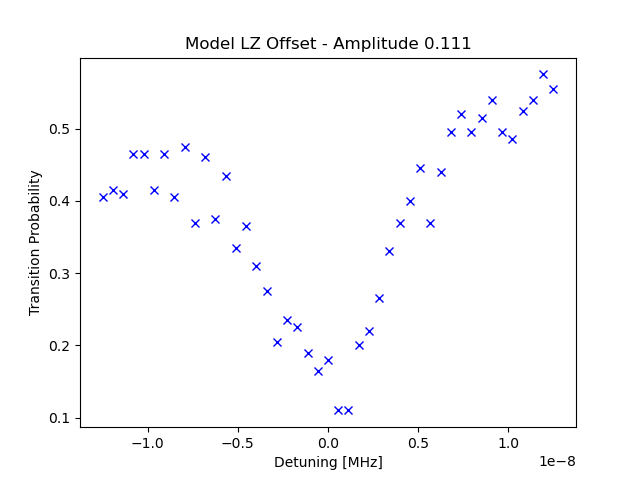 Model LZ Offset - Amplitude 0.111
Transition Probability
0.5
0.4
0.3
0.2
0.1
−1.0
−0.5
0.0
0.5
1.0
1e−8
Detuning [MHz]